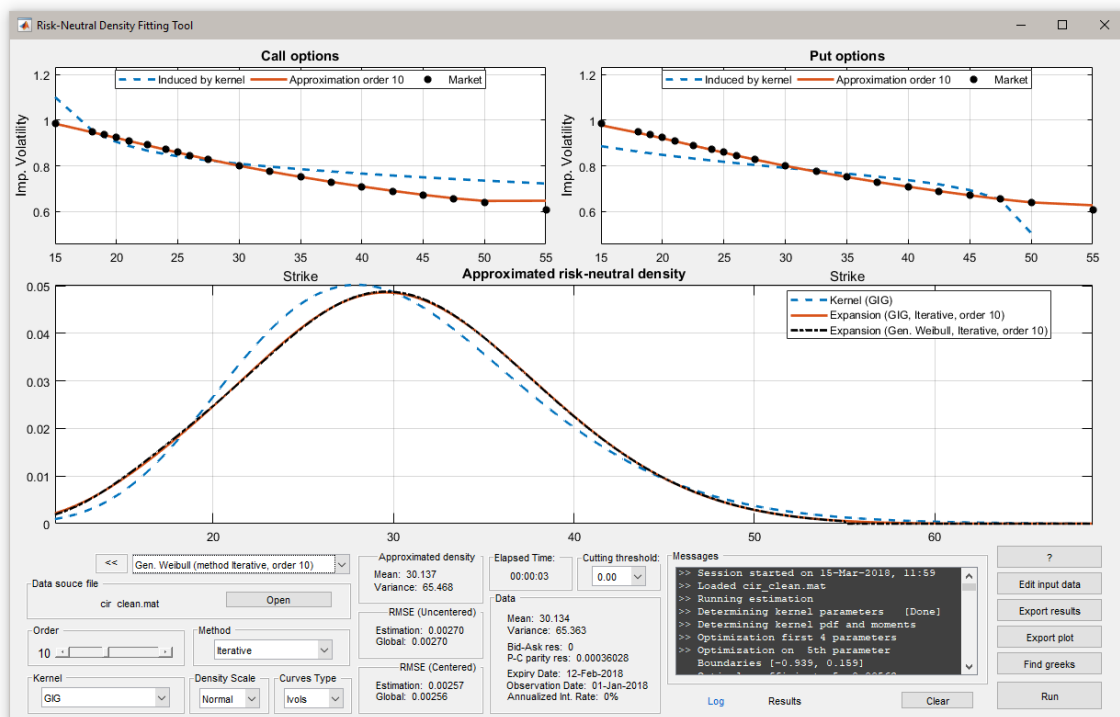 Risk-Neutral Density Fitting Tool
Call options
Put options
Induced by kernel Approximation order 10 Market
Induced by kernel Approximation order 10 Market
1.2
1
0.8
0.6
Imp. Volatility
15 20 25 30 35 40 45 50 55
Strike
1.2
1
0.8
0.6
Imp. Volatility
15 20 25 30 35 40 45 50 55
Strike
Approximated risk-neutral density
0.05
0.04
0.03
0.02
0.01
0
20 30 40 50 60
Kernel (GIG)
Expansion (GIG, Iterative, order 10)
Expansion (Gen. Weibull, Iterative, order 10)
<< Gen. Weibull (method Iterative, order 10)
Data souce file
cir_clean.mat Open
Order
10
Method
Iterative
Kernel
GIG
Density Scale
Normal
Curves Type
Ivols
Approximated density
Mean: 30.137
Variance: 65.468
RMSE (Uncentered)
Estimation: 0.00270
Global: 0.00270
RMSE (Centered)
Estimation: 0.00257
Global: 0.00256
Elapsed Time:
00:00:03
Cutting threshold:
0.00
Data
Mean: 30.134
Variance: 65.363
Bid-Ask res: 0
P-C parity res: 0.00036028
Expiry Date: 12-Feb-2018
Observation Date: 01-Jan-2018
Annualized Int. Rate: 0%
Messages
>> Session started on 15-Mar-2018, 11:59
>> Loaded cir_clean.mat
>> Running estimation
>> Determining kernel parameters [Done]
>> Determining kernel pdf and moments
>> Optimization first 4 parameters
>> Optimization on 5th parameter
Boundaries [-0.939, 0.159]
Log Results Clear
?
Edit input data
Export results
Export plot
Find greeks
Run